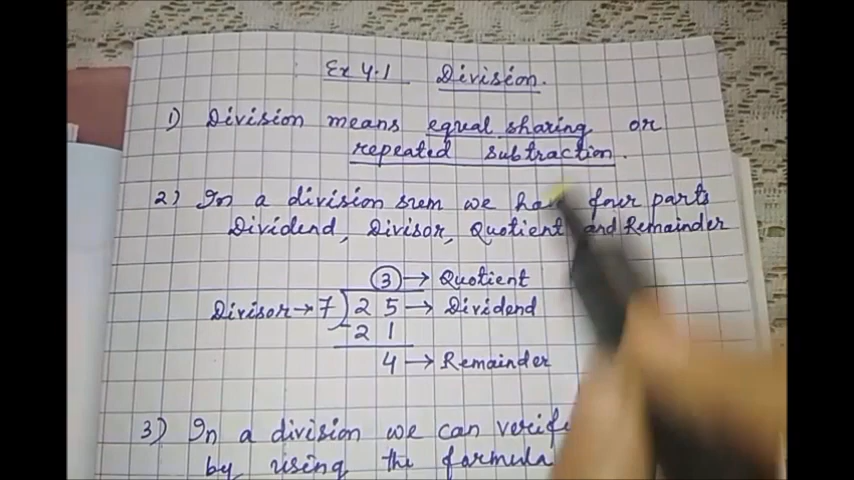 Ex 4.1 Division.
1) Division means equal sharing or
repeated subtraction.
2) In a division sum we have four parts
Dividend, Divisor, Quotient and Remainder
3 → Quotient
Divisor → 7 ) 2 5 → Dividend
- 2 1
4 → Remainder
3) In a division we can
by using the formula